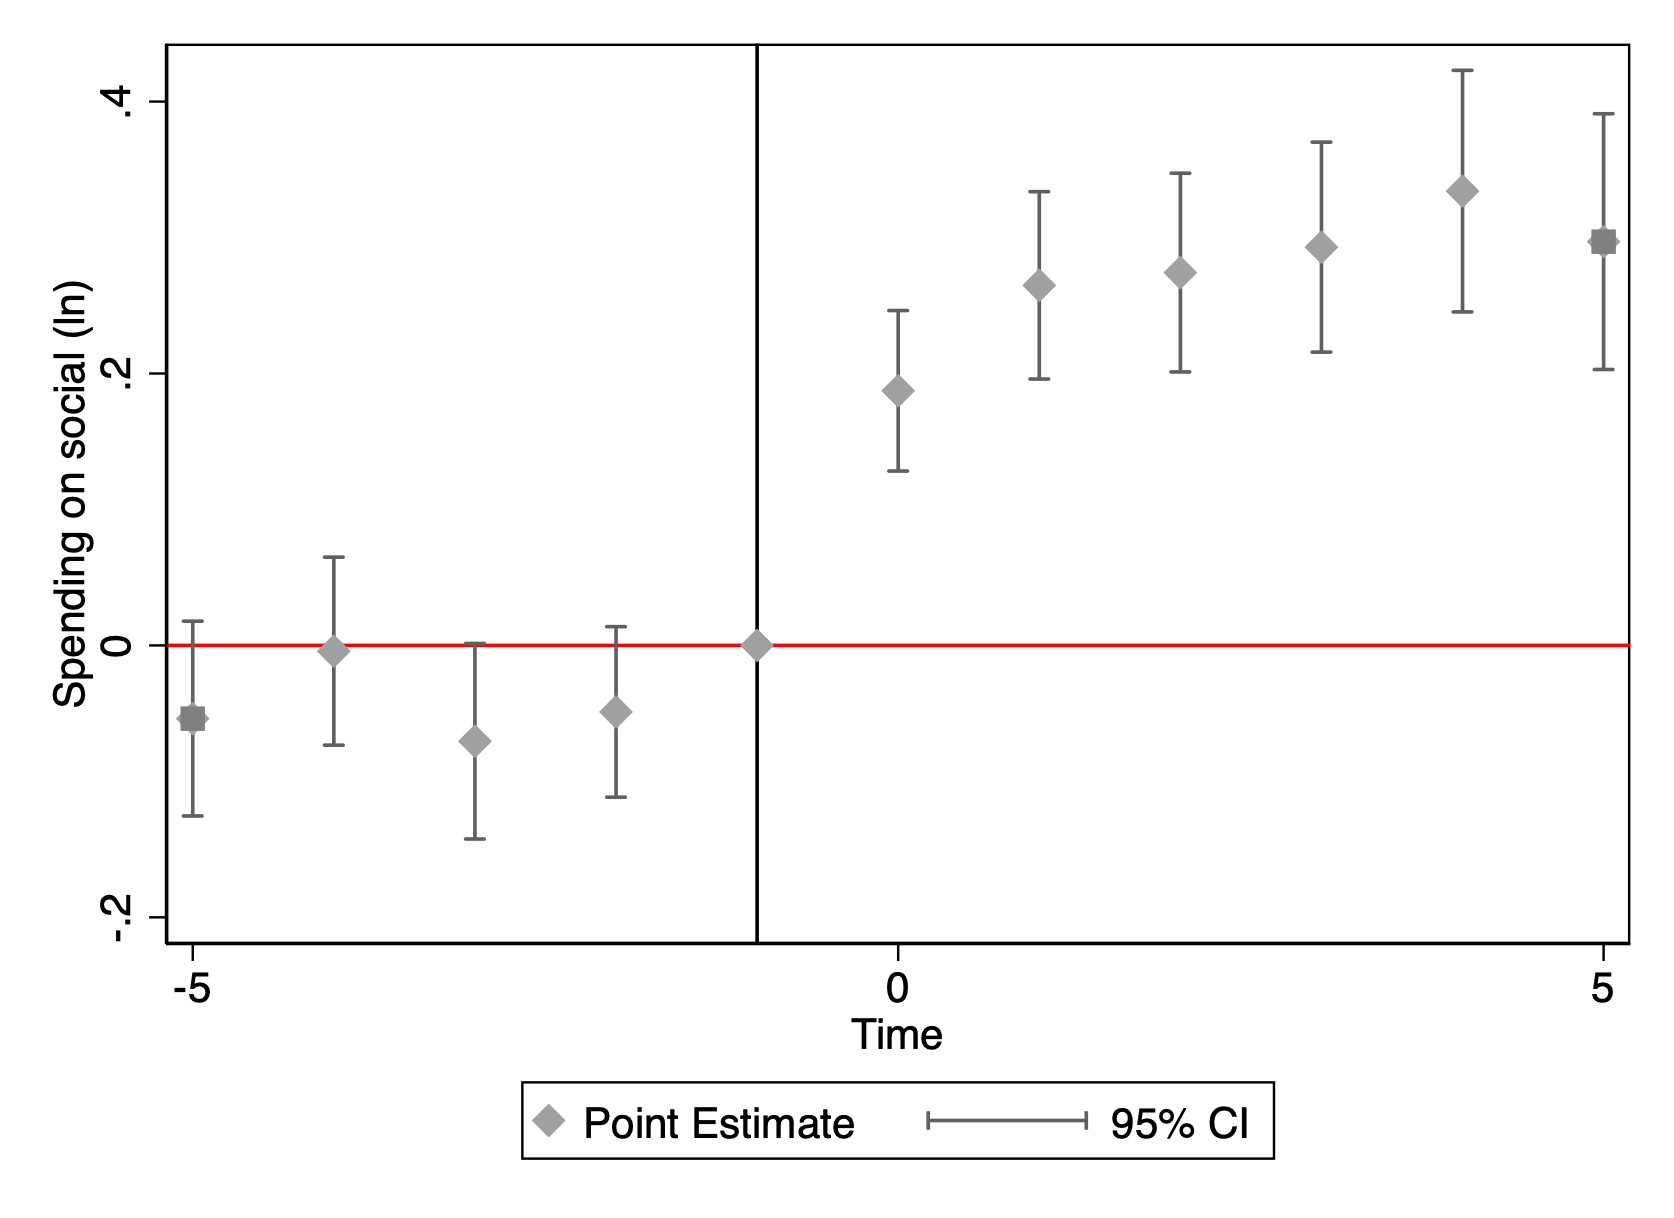 Spending on social (ln)
.4
.2
0
-.2
-5
0
5
Time
Point Estimate
95% CI